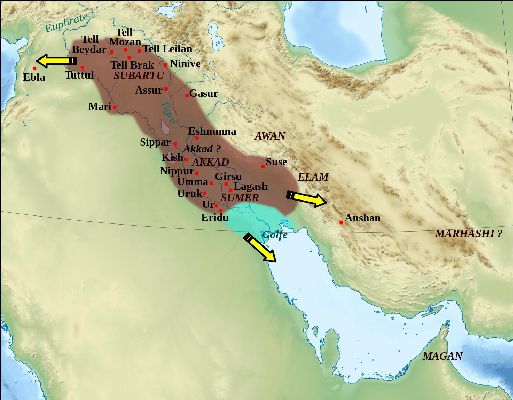 Euphrate
Tell
Beydar
Tell
Mozan
Tell Leilan
Tell Brak
Ninive
SUBARTU
Ebla
Tuttul
Assur
Gasur
Mari
Tigre
Eshnunna
AWAN
Sippar
Akkad ?
Kish
AKKAD
Suse
Nippur
Girsu
ELAM
Umma
Lagash
Uruk
SUMER
Ur
Eridu
Anshan
Golfe
MARHASHI ?
MAGAN